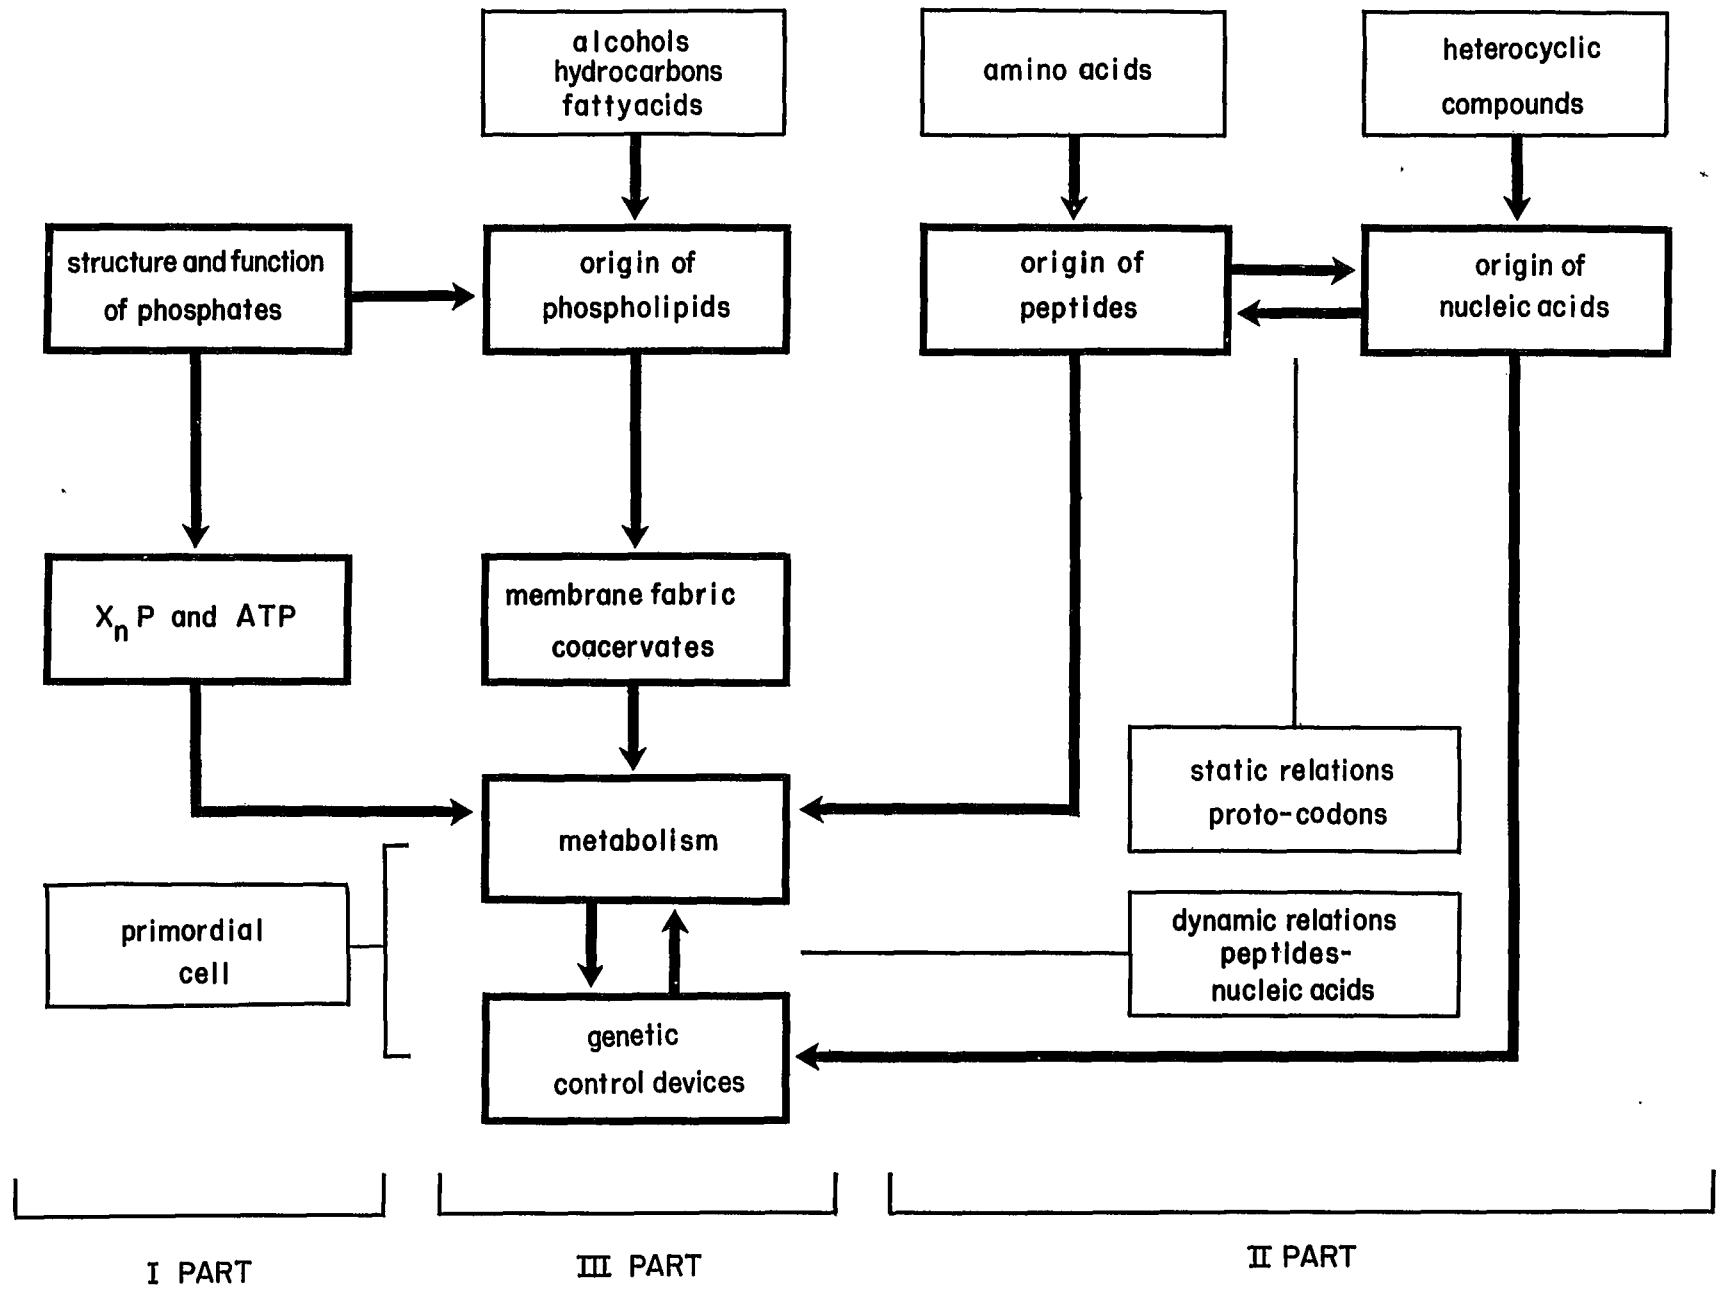 alcohols
hydrocarbons
fattyacids
amino acids
heterocyclic
compounds
structure and function
of phosphates
origin of
phospholipids
origin of
peptides
origin of
nucleic acids
XnP and ATP
membrane fabric
coacervates
static relations
proto-codons
metabolism
primordial
cell
dynamic relations
peptides-
nucleic acids
genetic
control devices
I PART
III PART
II PART